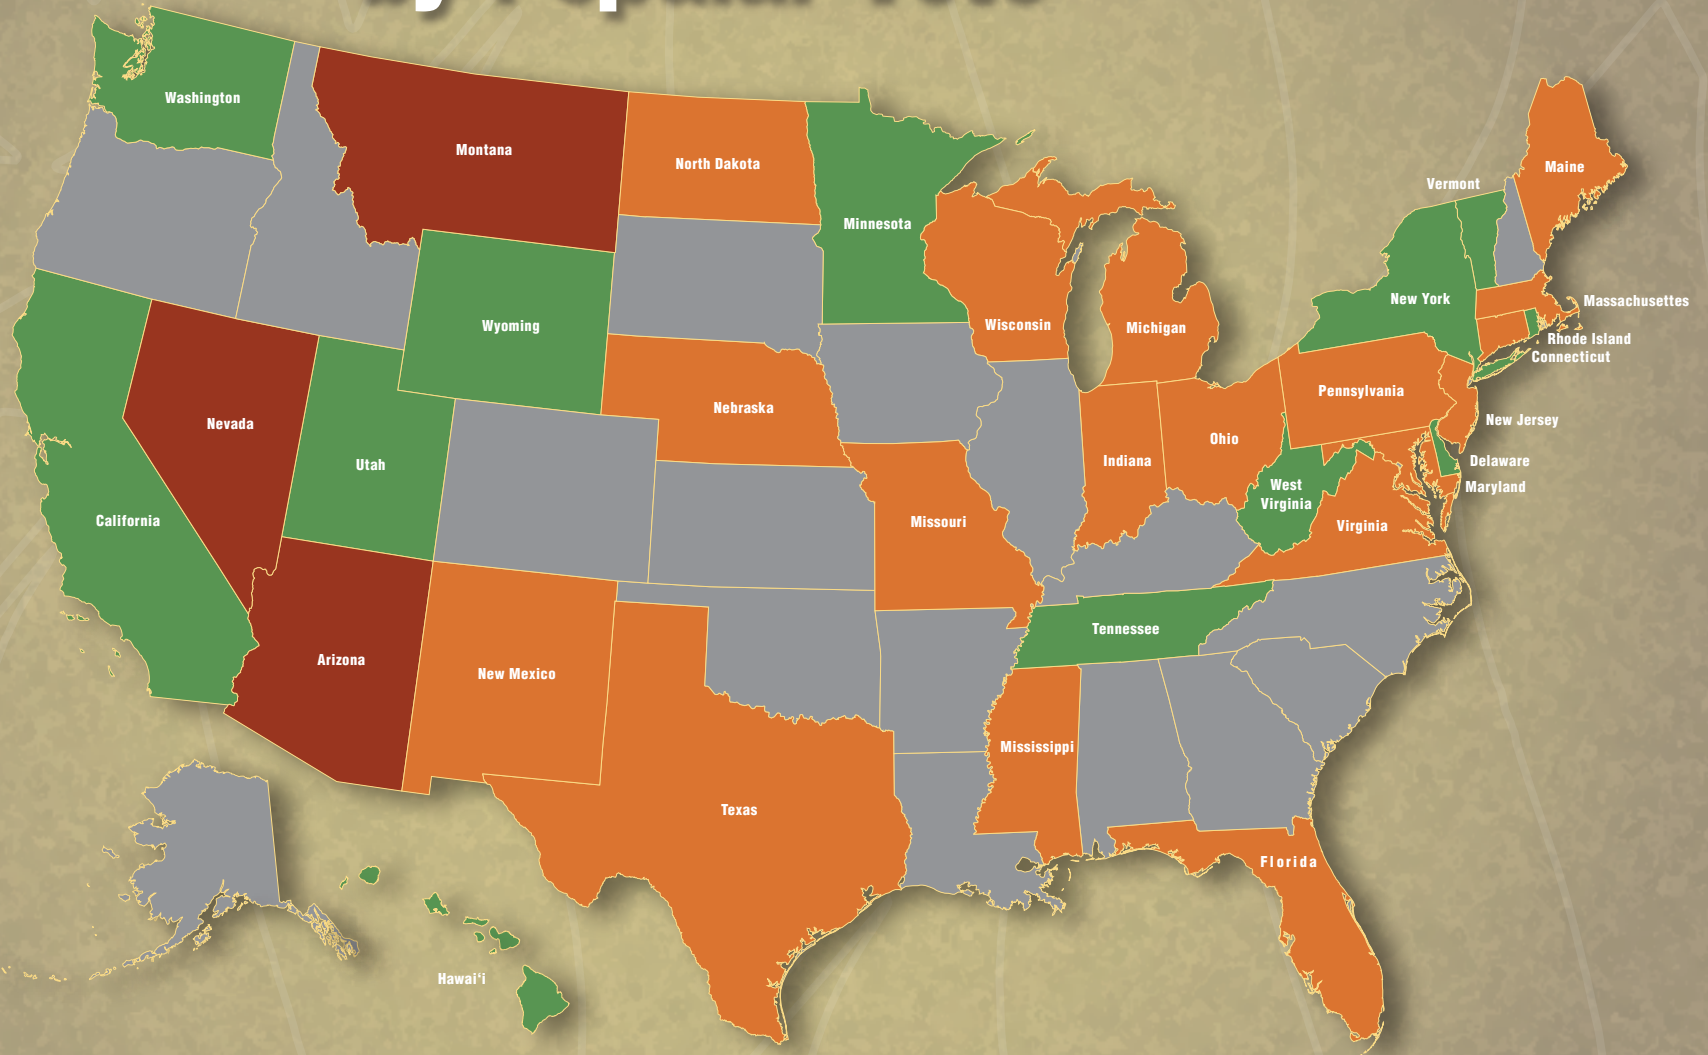 Washington
Montana
North Dakota
Minnesota
Maine
Vermont
Wyoming
Wisconsin
Michigan
New York
Massachusettes
Rhode Island
Connecticut
Nevada
Utah
Nebraska
Pennsylvania
New Jersey
California
Missouri
Indiana
Ohio
Delaware
West
Virginia
Maryland
Virginia
Arizona
New Mexico
Tennessee
Mississippi
Texas
Florida
Hawai‘i